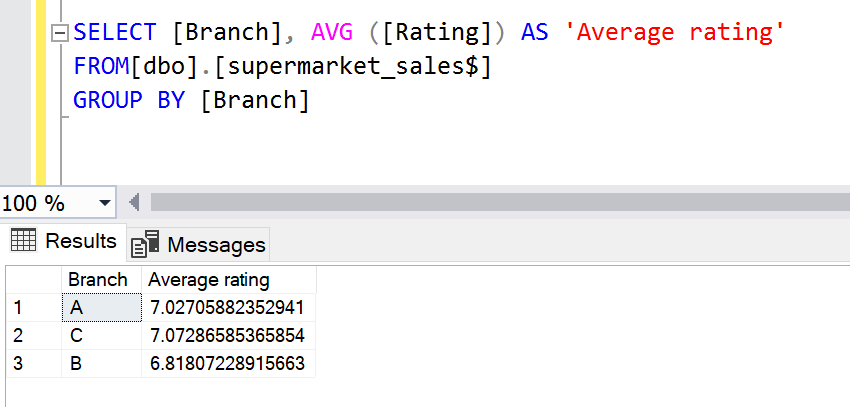 SELECT [Branch], AVG ([Rating]) AS 'Average rating'
FROM[dbo].[supermarket_sales$]
GROUP BY [Branch]
100 %
Results Messages
Branch Average rating
1 A 7.02705882352941
2 C 7.07286585365854
3 B 6.81807228915663